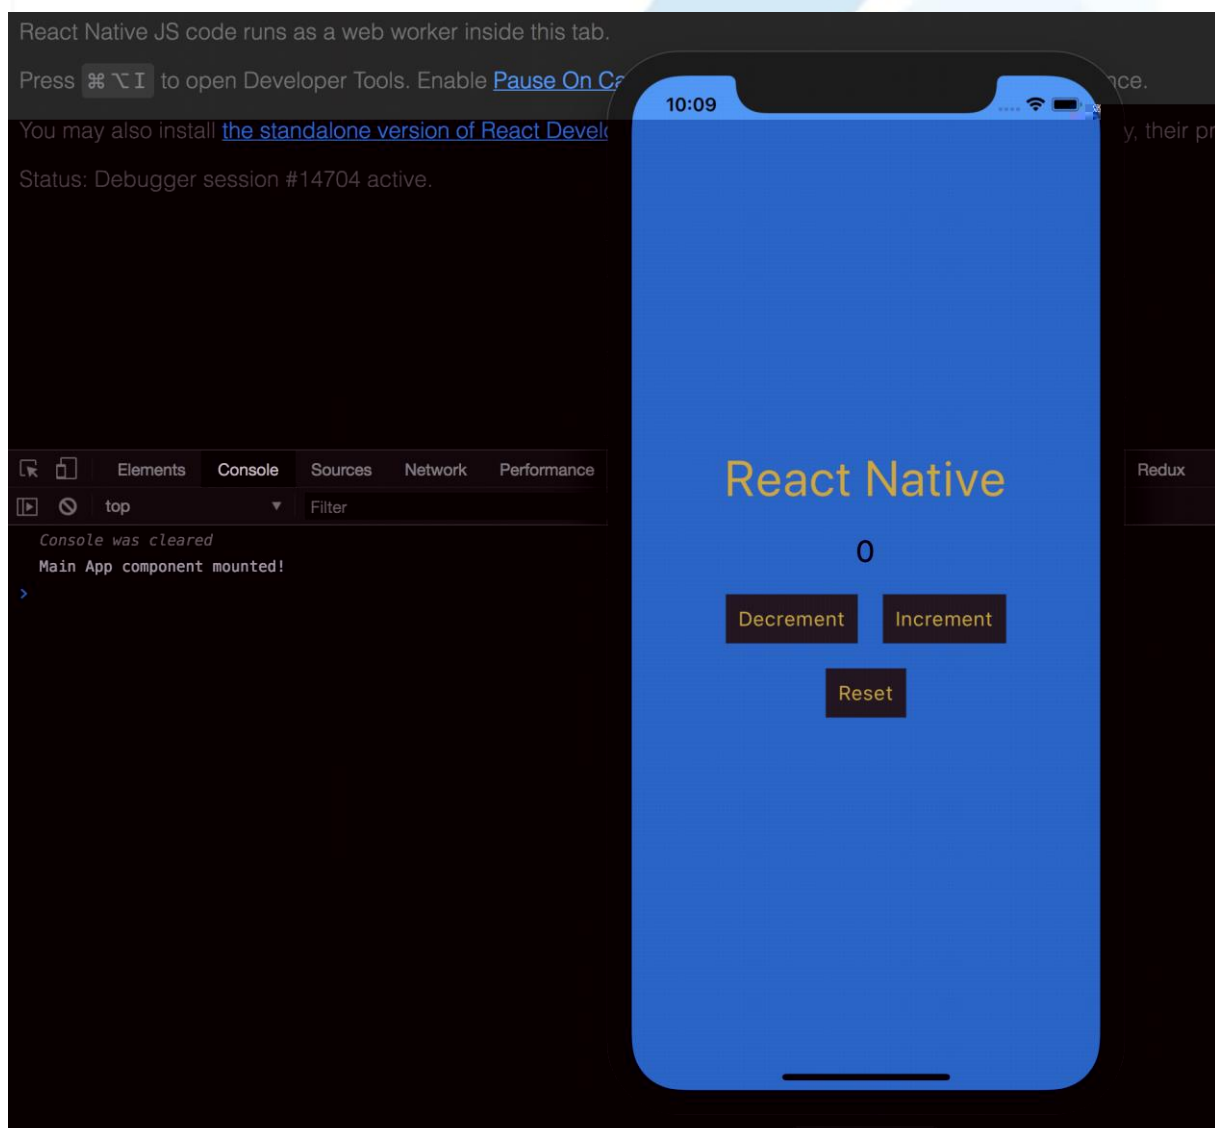 React Native JS code runs as a web worker inside this tab.
Press ⌘⌥I to open Developer Tools. Enable Pause On Ca nce.
You may also install the standalone version of React Develo y, their pr
Status: Debugger session #14704 active.
10:09
Elements Console Sources Network Performance Redux
top Filter
Console was cleared
Main App component mounted!
React Native
0
Decrement Increment
Reset